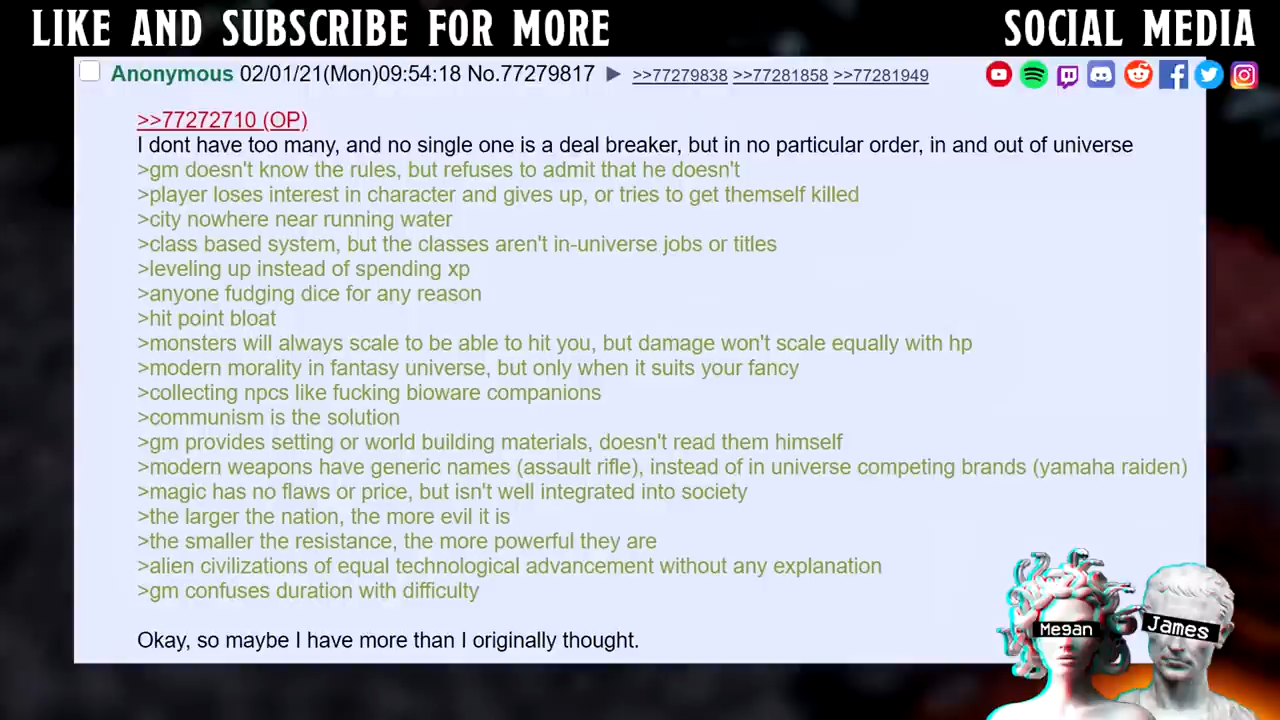 LIKE AND SUBSCRIBE FOR MORE
SOCIAL MEDIA
Anonymous 02/01/21(Mon)09:54:18 No.77279817 ▶ >>77279838 >>77281858 >>77281949
>>77272710 (OP)
I dont have too many, and no single one is a deal breaker, but in no particular order, in and out of universe
>gm doesn't know the rules, but refuses to admit that he doesn't
>player loses interest in character and gives up, or tries to get themself killed
>city nowhere near running water
>class based system, but the classes aren't in-universe jobs or titles
>leveling up instead of spending xp
>anyone fudging dice for any reason
>hit point bloat
>monsters will always scale to be able to hit you, but damage won't scale equally with hp
>modern morality in fantasy universe, but only when it suits your fancy
>collecting npcs like fucking bioware companions
>communism is the solution
>gm provides setting or world building materials, doesn't read them himself
>modern weapons have generic names (assault rifle), instead of in universe competing brands (yamaha raiden)
>magic has no flaws or price, but isn't well integrated into society
>the larger the nation, the more evil it is
>the smaller the resistance, the more powerful they are
>alien civilizations of equal technological advancement without any explanation
>gm confuses duration with difficulty
Okay, so maybe I have more than I originally thought.
Megan
James